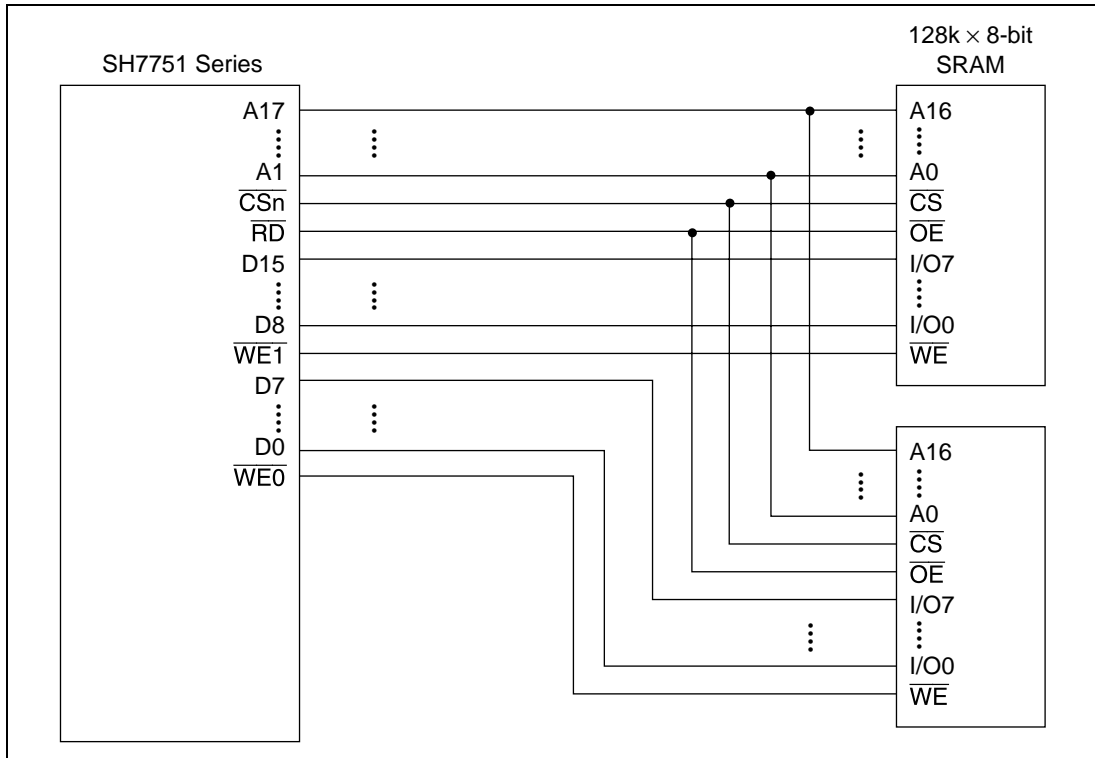 SH7751 Series
A17
A1
CSn
RD
D15
D8
WE1
D7
D0
WE0
128k × 8-bit
SRAM
A16
A0
CS
OE
I/O7
I/O0
WE
A16
A0
CS
OE
I/O7
I/O0
WE